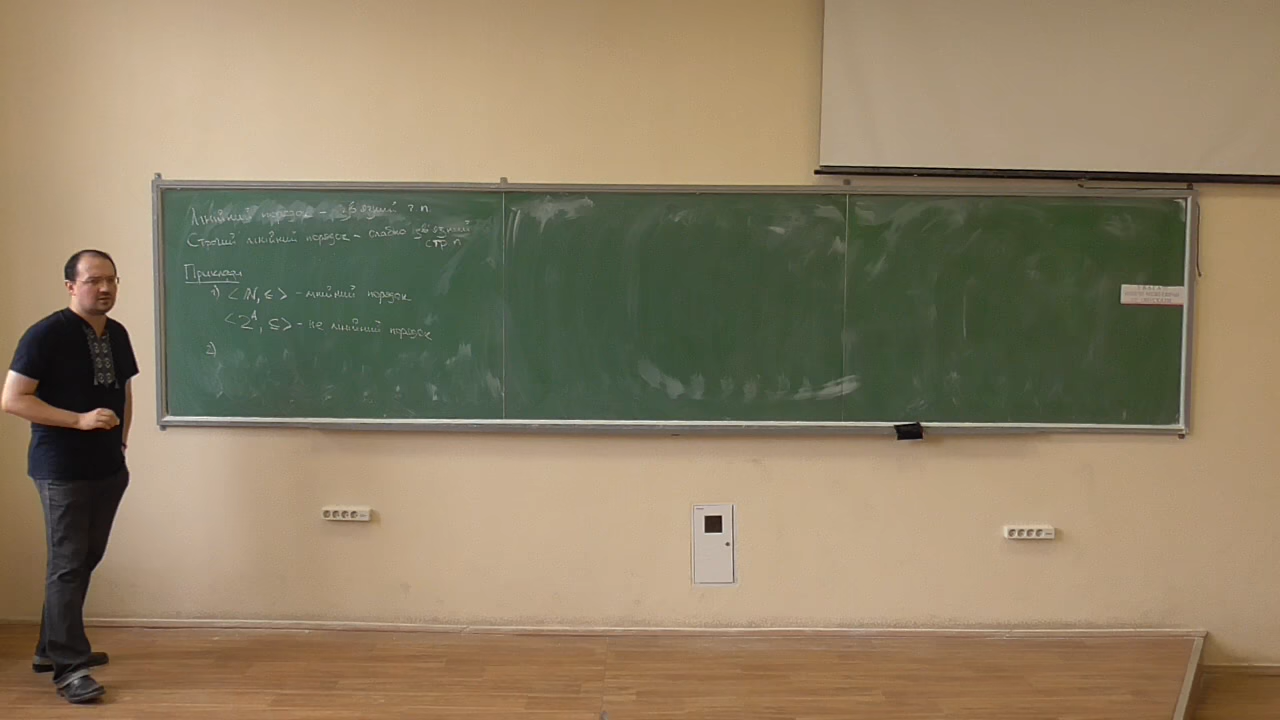 Лінійний порядок - зв'язний ч.п.
Строгий лінійний порядок - слабко зв'язний
стр. п
Приклади
1) <ℕ, ≤> - лінійний порядок
<2^A, ⊆> - не лінійний порядок
2)
УВАГА!